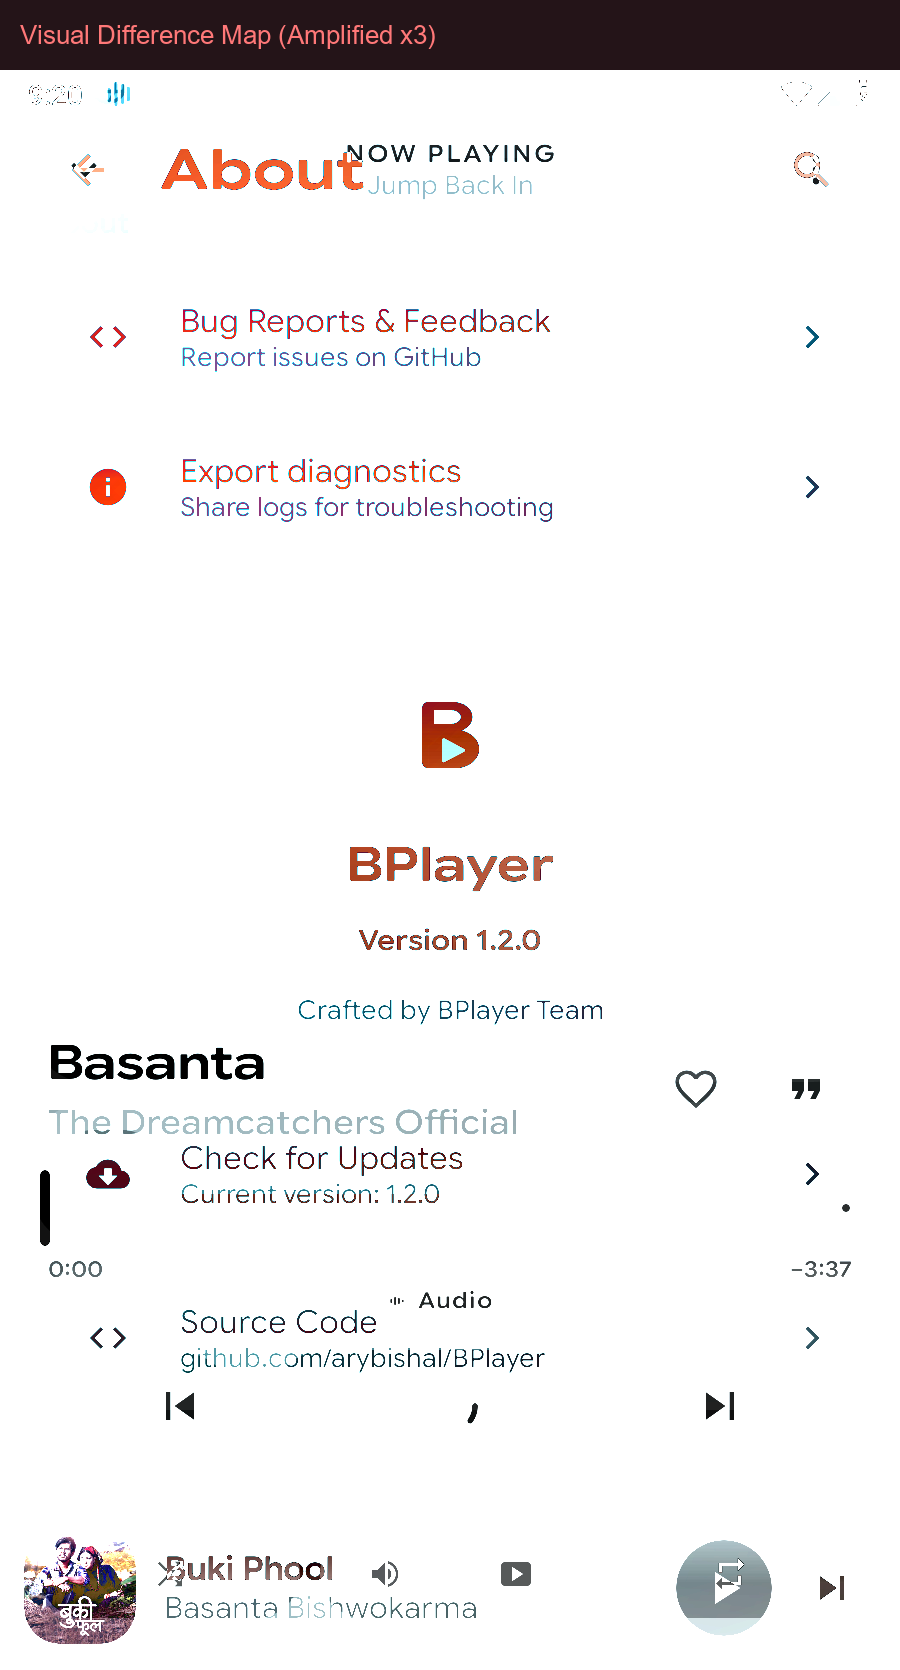 Visual Difference Map (Amplified x3)
9:20
NOW PLAYING
About
Jump Back In
Bug Reports & Feedback
Report issues on GitHub
Export diagnostics
Share logs for troubleshooting
BPlayer
Version 1.2.0
Crafted by BPlayer Team
Basanta
The Dreamcatchers Official
Check for Updates
Current version: 1.2.0
0:00
−3:37
Audio
Source Code
github.com/arybishal/BPlayer
Buki Phool
Basanta Bishwokarma
बुकी
फूल